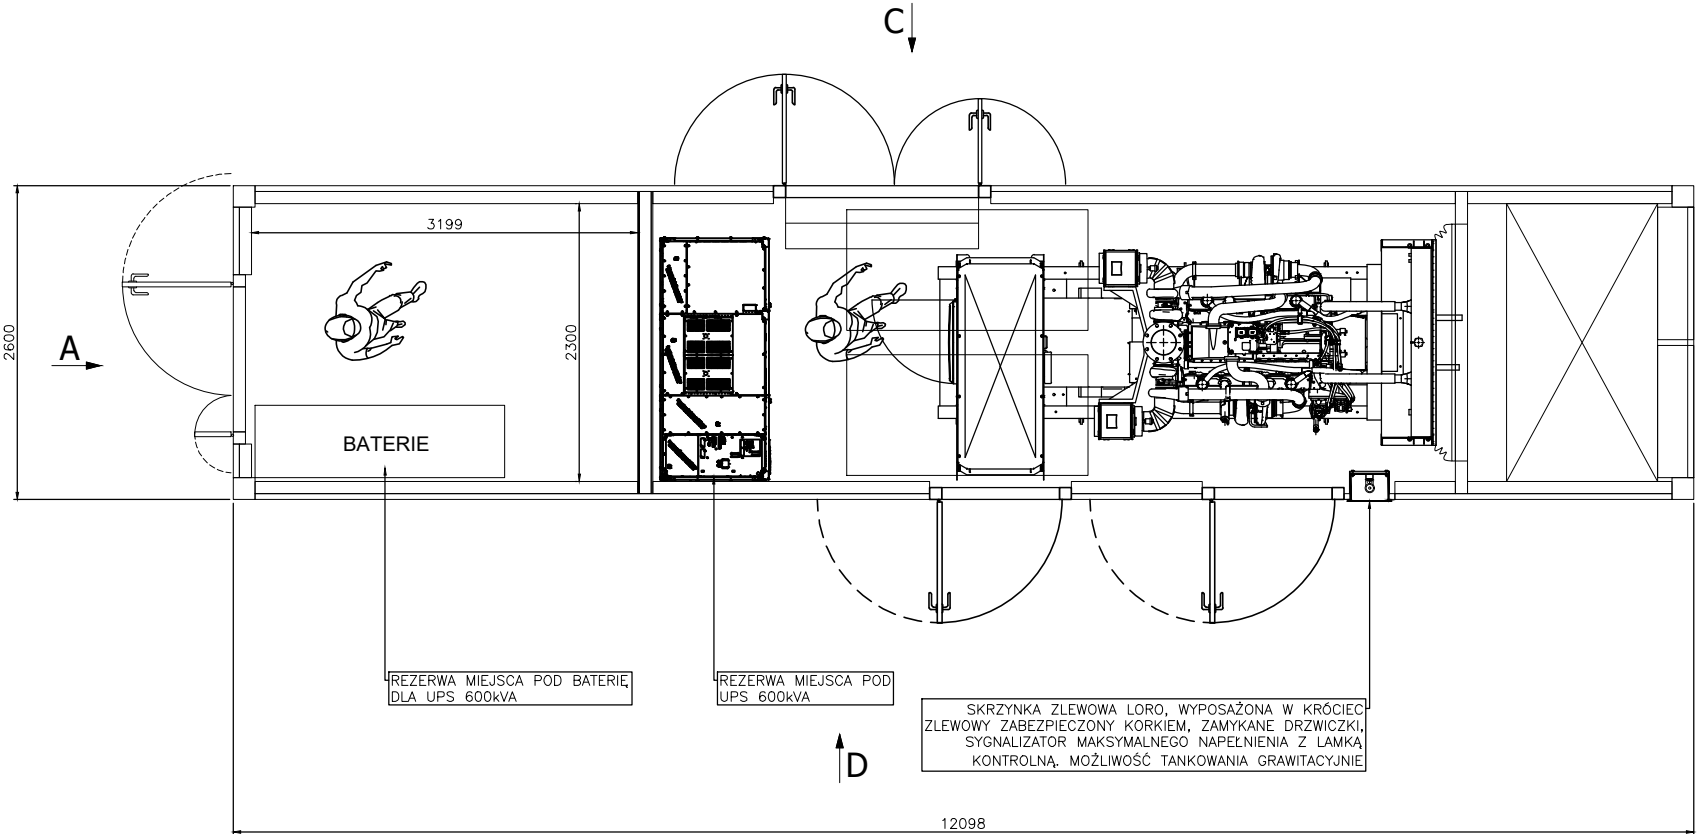 C
3199
2600
A
2300
BATERIE
REZERWA MIEJSCA POD BATERIĘ
DLA UPS 600kVA
REZERWA MIEJSCA POD
UPS 600kVA
SKRZYNKA ZLEWOWA LORO, WYPOSAŻONA W KRÓCIEC
ZLEWOWY ZABEZPIECZONY KORKIEM, ZAMYKANE DRZWICZKI,
SYGNALIZATOR MAKSYMALNEGO NAPEŁNIENIA Z LAMKĄ
KONTROLNĄ. MOŻLIWOŚĆ TANKOWANIA GRAWITACYJNIE
D
12098